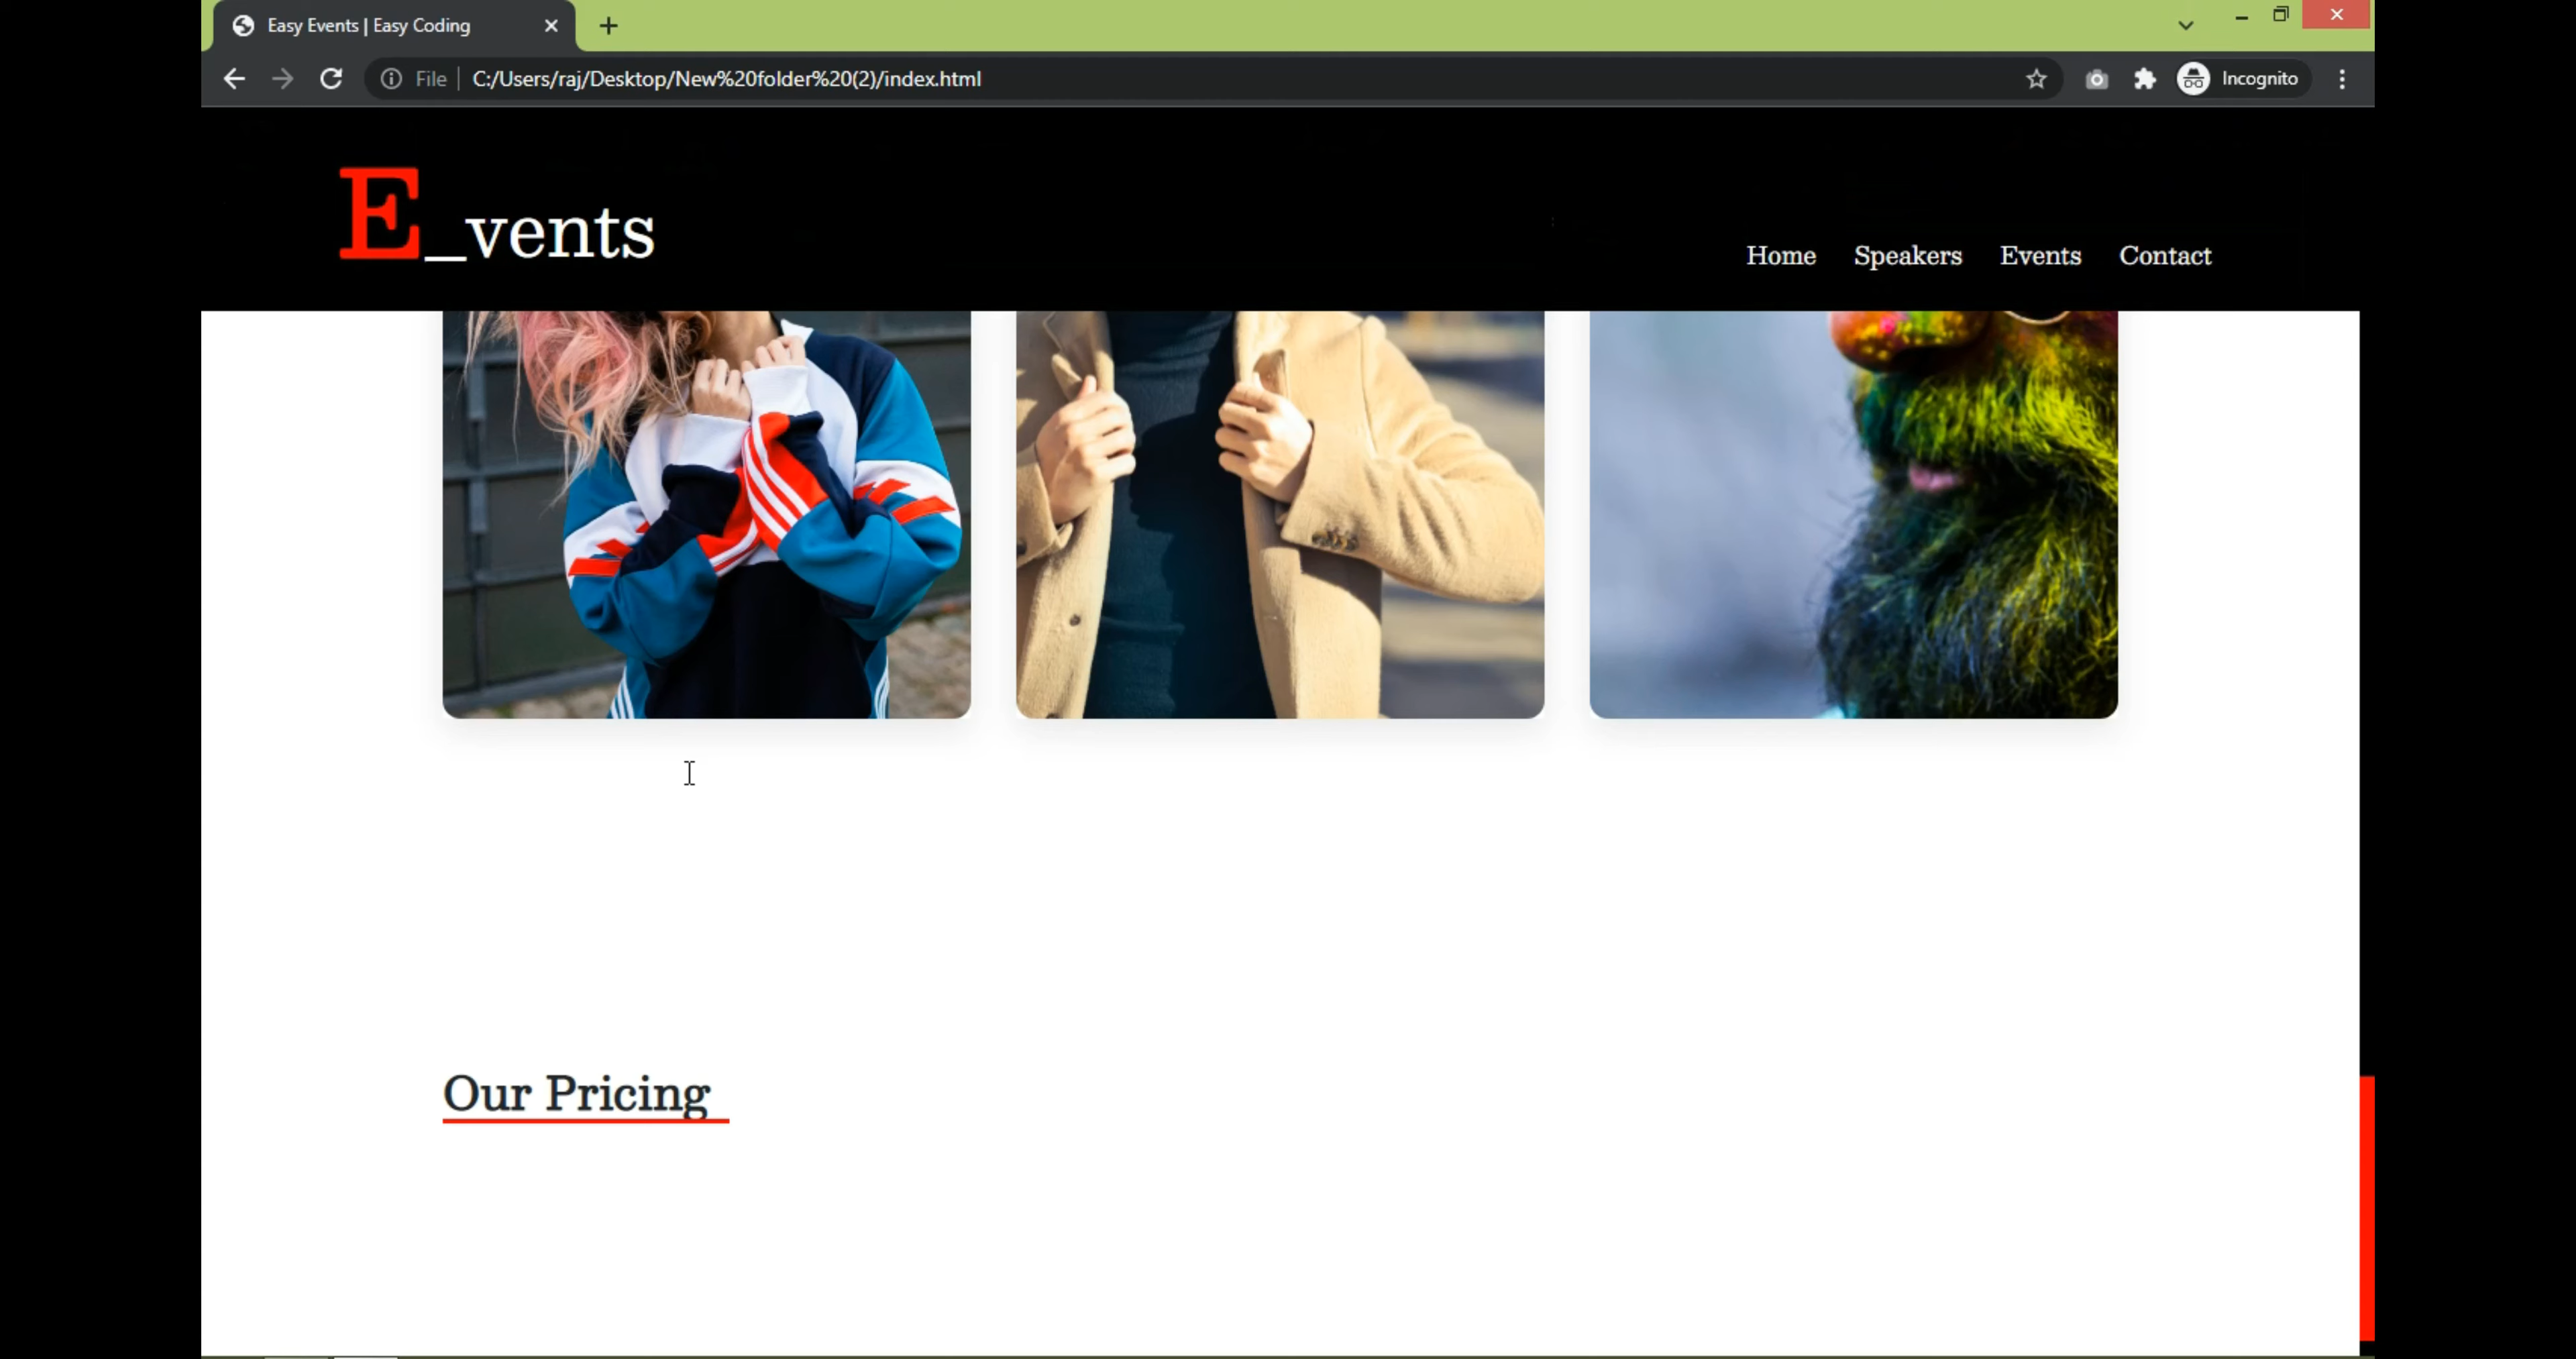 Easy Events | Easy Coding
File C:/Users/raj/Desktop/New%20folder%20(2)/index.html
Incognito
E_vents
Home Speakers Events Contact
Our Pricing